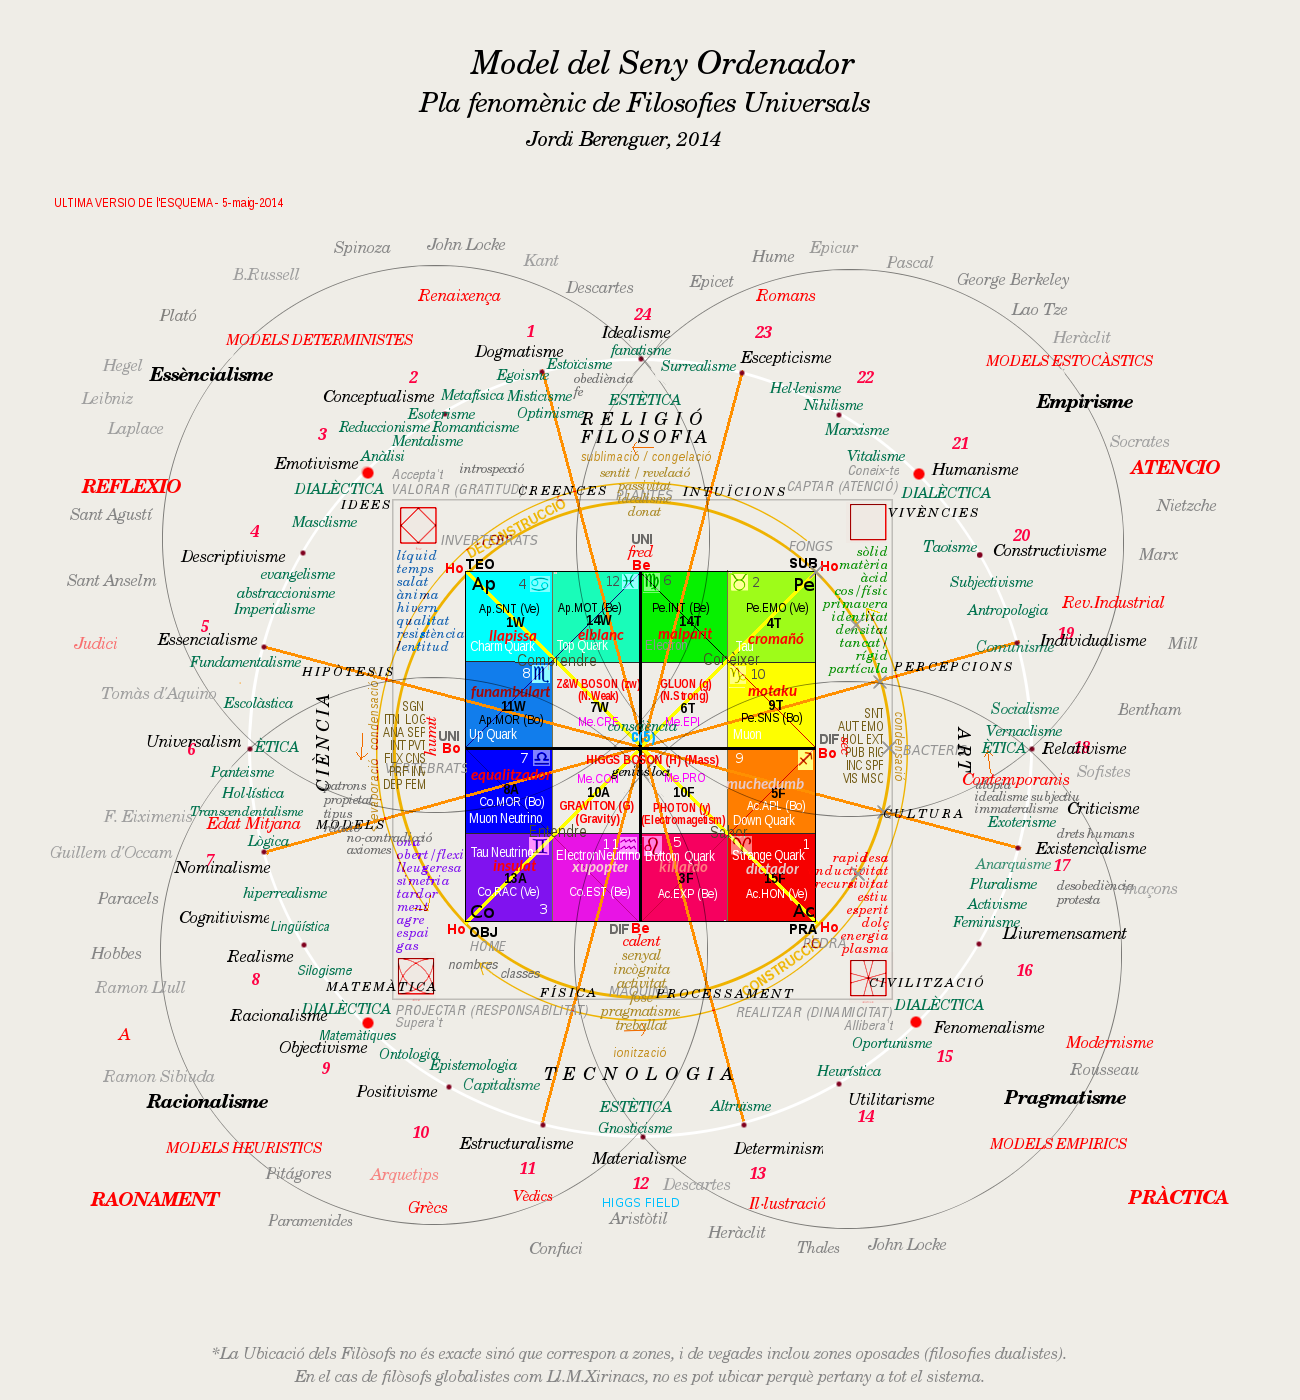 Model del Seny Ordenador
Pla fenomènic de Filosofies Universals
Jordi Berenguer, 2014
ULTIMA VERSIO DE l'ESQUEMA - 5-maig-2014
Spinoza
John Locke
Kant
B.Russell
Descartes
Plató
Hegel
Leibniz
Laplace
Renaixença
MODELS DETERMINISTES
Essèncialisme
Hume
Epicur
Pascal
Epicet
George Berkeley
Lao Tze
Heràclit
Romans
MODELS ESTOCÀSTICS
Empirisme
Socrates
ATENCIO
Nietzche
Marx
Rev.Industrial
Mill
Bentham
REFLEXIO
Sant Agustí
Sant Anselm
Judici
Tomàs d'Aquino
24
Idealisme
fanatisme
1
Dogmatisme
Estoïcisme
Egoisme
obediència
fe
23
Escepticisme
Surrealisme
2
Conceptualisme
Metafísica
Misticisme
Esoterisme
Optimisme
Reduccionisme
Romanticisme
Mentalisme
ESTÈTICA
RELIGIÓ
FILOSOFIA
sublimació / congelació
sentit / revelació
passivitat
donat
PLANTES
22
Hel·lenisme
Nihilisme
Marxisme
3
Emotivisme
Anàlisi
DIALÈCTICA
IDEES
Accepta't
VALORAR (GRATITUD)
introspecció
CREENCES
INTUÏCIONS
21
Humanisme
Vitalisme
Coneix-te
CAPTAR (ATENCIÓ)
DIALÈCTICA
VIVÈNCIES
4
Descriptivisme
Masclisme
evangelisme
abstraccionisme
Imperialisme
5
Essencialisme
Fundamentalisme
HIPÒTESIS
Escolàstica
20
Constructivisme
Taoisme
Subjectivisme
Antropologia
19
Individualisme
Comunisme
PERCEPCIONS
INVERTEBRATS
DECONSTRUCCIÓ
FONGS
líquid
temps
salat
ànima
hivern
qualitat
resistència
lentitud
sòlid
matèria
àcid
cos/físic
primavera
identitat
densitat
tancat/
rígid
partícula
UNI
fred
Be
Ho
TEO
SUB
Ho
Ap
4
Ap.SNT (Ve)
1W
llapissa
Charm Quark
12
Ap.MOT (Be)
14W
elblanc
Top Quark
6
Pe.INT (Be)
14T
malparit
2
Pe
Pe.EMO (Ve)
4T
cromañó
Tau
Comprendre
Conèixer
8
funambulart
11W
Ap.MOR (Bo)
Up Quark
Z&W BOSON (zw)
(N.Weak)
7W
Me.CRE
GLUON (g)
(N.Strong)
6T
Me.EPI
10
motaku
9T
Pe.SNS (Bo)
Muon
consciència
HIGGS BOSON (H) (Mass)
genius loci
7
equalitzador
8A
Co.MOR (Bo)
Muon Neutrino
Me.COR
10A
GRAVITON (G)
(Gravity)
Me.PRO
10F
PHOTON (y)
(Electromagetism)
9
muchedumb
5F
Ac.APL (Bo)
Down Quark
Entendre
Saber
Tau Neutrino
13A
Co.RAC (Ve)
Co
3
11
ElectronNeutrino
xupopter
Co.EST (Be)
5
Bottom Quark
killardo
3F
Ac.EXP (Be)
1
Strange Quark
dictador
15F
Ac.HON (Ve)
Ac
Ho
OBJ
DIF
Be
PRA
Ho
UNI
Bo
humit
DIF
Bo
SGN
ITN LOG
ANA SEP
INT PVT
FLX CNS
PRF INV
DEP FEM
VERTEBRATS
evaporació condensació
SNT
AUT EMO
HOL EXT
PUB RIG
INC SPF
VIS MSC
BACTERIS
CIÈNCIA
ART
Universalism
6
ÈTICA
Panteisme
Hol·lística
Transcendentalisme
Edat Mitjana
Lògica
MODELS
7
Nominalisme
patrons
propietat
tipus
no-contradicció
axiomes
F. Eiximenis
Guillem d'Occam
Paracels
Hobbes
Ramon Llull
A
Ramon Sibiuda
Socialisme
Vernaclisme
ÈTICA
Relativisme
18
Sofistes
Contemporanis
utopia
idealisme subjectiu
immaterialisme
Criticisme
Exoterisme
CULTURA
drets humans
Existencialisme
Anarquisme
17
Pluralisme
desobediència
protesta
Activisme
Feminisme
Lliuremensament
16
hiperrealisme
Cognitivisme
Lingüística
Realisme
Silogisme
8
MATEMÀTICA
Racionalisme
DIALÈCTICA
Matemàtiques
Objectivisme
Ontologia
9
Epistemologia
Capitalisme
Positivisme
ona
obert/flexi
lleugeresa
simetria
tardor
ment/
agre
espai
gas
HOME
nombres
classes
rapidesa
nductivitat
recursivitat
estiu
esperit
dolç
energia
plasma
PEDRA
CONSTRUCCIÓ
calent
senyal
incògnita
activitat
MÀQUINA
fosc
pragmatisme
treballat
ionització
FÍSICA
PROCESSAMENT
PROJECTAR (RESPONSABILITAT)
Supera't
REALITZAR (DINAMICITAT)
Allibera't
CIVILITZACIÓ
DIALÈCTICA
Fenomenalisme
Oportunisme
15
Heurística
Utilitarisme
14
TECNOLOGIA
ESTÈTICA
Gnosticisme
Altruisme
Materialisme
12
HIGGS FIELD
Aristòtil
Determinism
13
Descartes
Il·lustració
Estructuralisme
11
Vèdics
10
Racionalisme
MODELS HEURISTICS
Pitágores
Arquetips
RAONAMENT
Grècs
Paramenides
Confuci
Heràclit
Thales
John Locke
Modernisme
Rousseau
Pragmatisme
MODELS EMPIRICS
PRÀCTICA
*La Ubicació dels Filòsofs no és exacte sinó que correspon a zones, i de vegades inclou zones oposades (filosofies dualistes).
En el cas de filòsofs globalistes com Ll.M.Xirinacs, no es pot ubicar perquè pertany a tot el sistema.